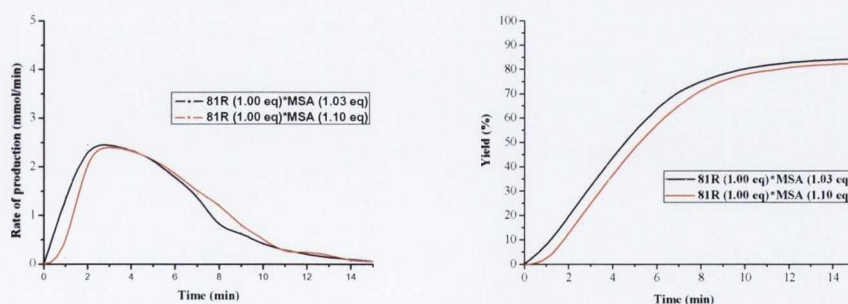 Rate of production (mmol/min)
5
4
3
2
1
0
81R (1.00 eq)*MSA (1.03 eq)
81R (1.00 eq)*MSA (1.10 eq)
0 2 4 6 8 10 12 14
Time (min)
Yield (%)
100
90
80
70
60
50
40
30
20
10
0
81R (1.00 eq)*MSA (1.03 eq
81R (1.00 eq)*MSA (1.10 eq
0 2 4 6 8 10 12 14
Time (min)